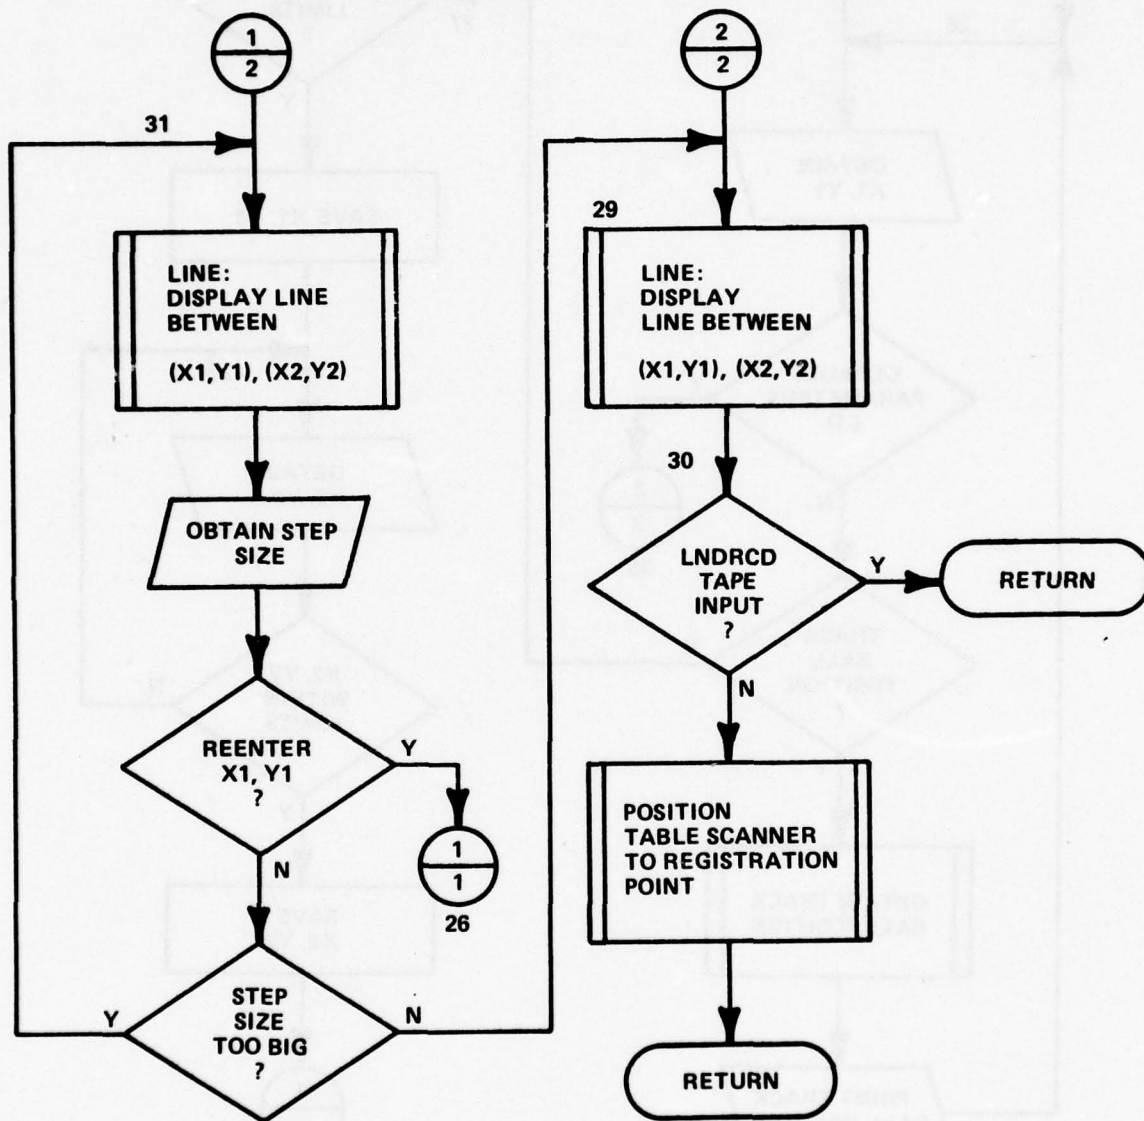 1
2
31
LINE:
DISPLAY LINE
BETWEEN
(X1,Y1), (X2,Y2)
OBTAIN STEP
SIZE
REENTER
X1, Y1
?
Y
N
1
1
26
STEP
SIZE
TOO BIG
?
Y
N
2
2
29
LINE:
DISPLAY
LINE BETWEEN
(X1,Y1), (X2,Y2)
30
LNDRCD
TAPE
INPUT
?
Y
RETURN
N
POSITION
TABLE SCANNER
TO REGISTRATION
POINT
RETURN